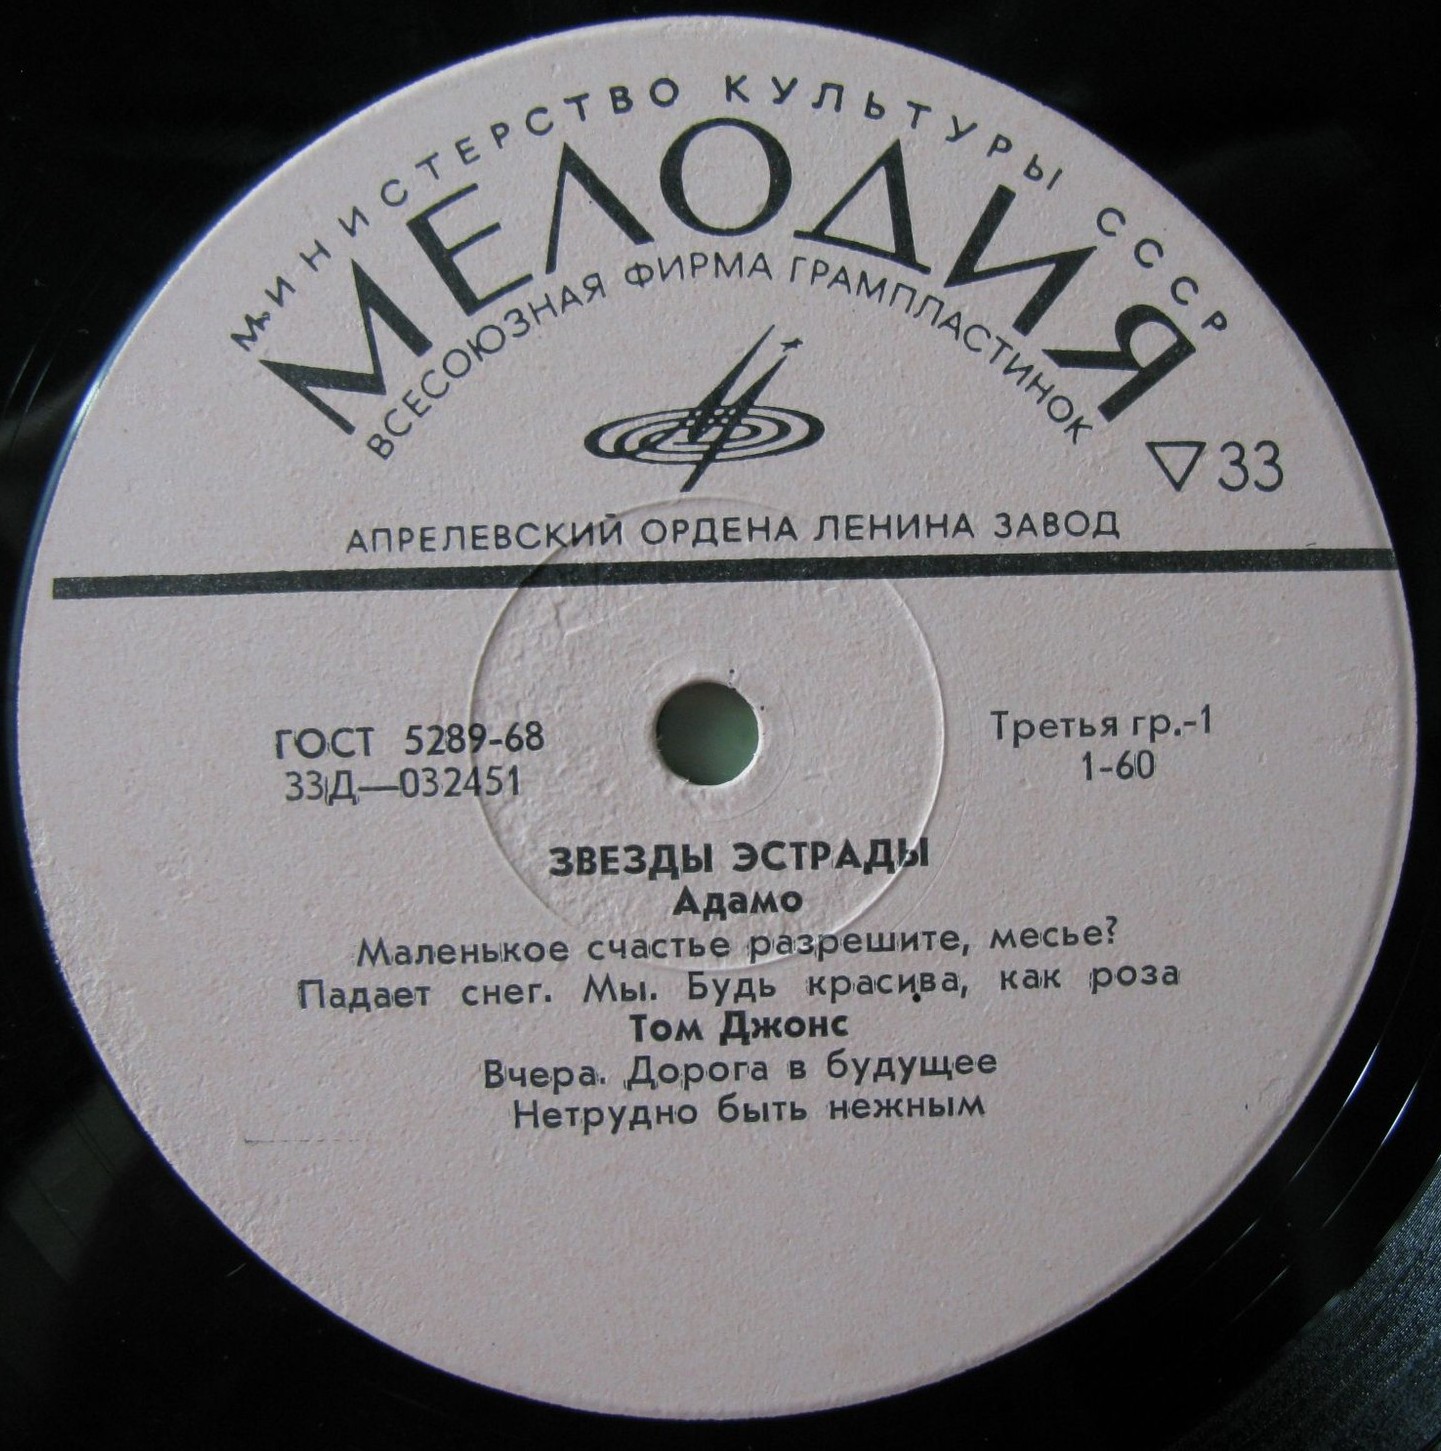 МИНИСТЕРСТВО КУЛЬТУРЫ СССР
МЕЛОДИЯ
ВСЕСОЮЗНАЯ ФИРМА ГРАМПЛАСТИНОК
33
АПРЕЛЕВСКИЙ ОРДЕНА ЛЕНИНА ЗАВОД
ГОСТ 5289-68
33Д—032451
Третья гр.-1
1-60
ЗВЕЗДЫ ЭСТРАДЫ
Адамо
Маленькое счастье разрешите, месье?
Падает снег. Мы. Будь красива, как роза
Том Джонс
Вчера. Дорога в будущее
Нетрудно быть нежным